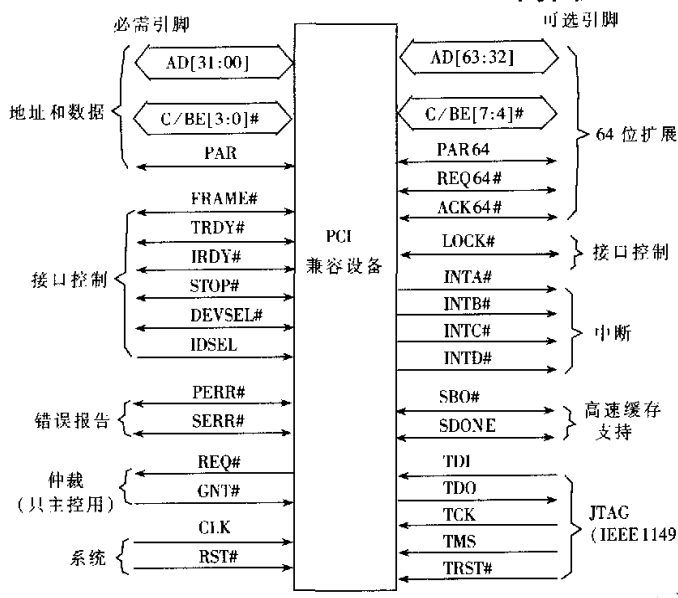 必需引脚
可选引脚
AD[31:00]
AD[63:32]
地址和数据
C/BE[3:0]#
C/BE[7:4]#
64 位扩展
PAR
PAR64
REQ64#
FRAME#
ACK64#
TRDY#
PCI
兼容设备
LOCK#
接口控制
IRDY#
接口控制
STOP#
INTA#
DEVSEL#
INTB#
中断
IDSEL
INTC#
INTD#
PERR#
SBO#
高速缓存
支持
错误报告
SERR#
SDONE
REQ#
TDI
仲裁
(只主控用)
GNT#
TDO
CLK
TCK
JTAG
(IEEE1149
系统
RST#
TMS
TRST#